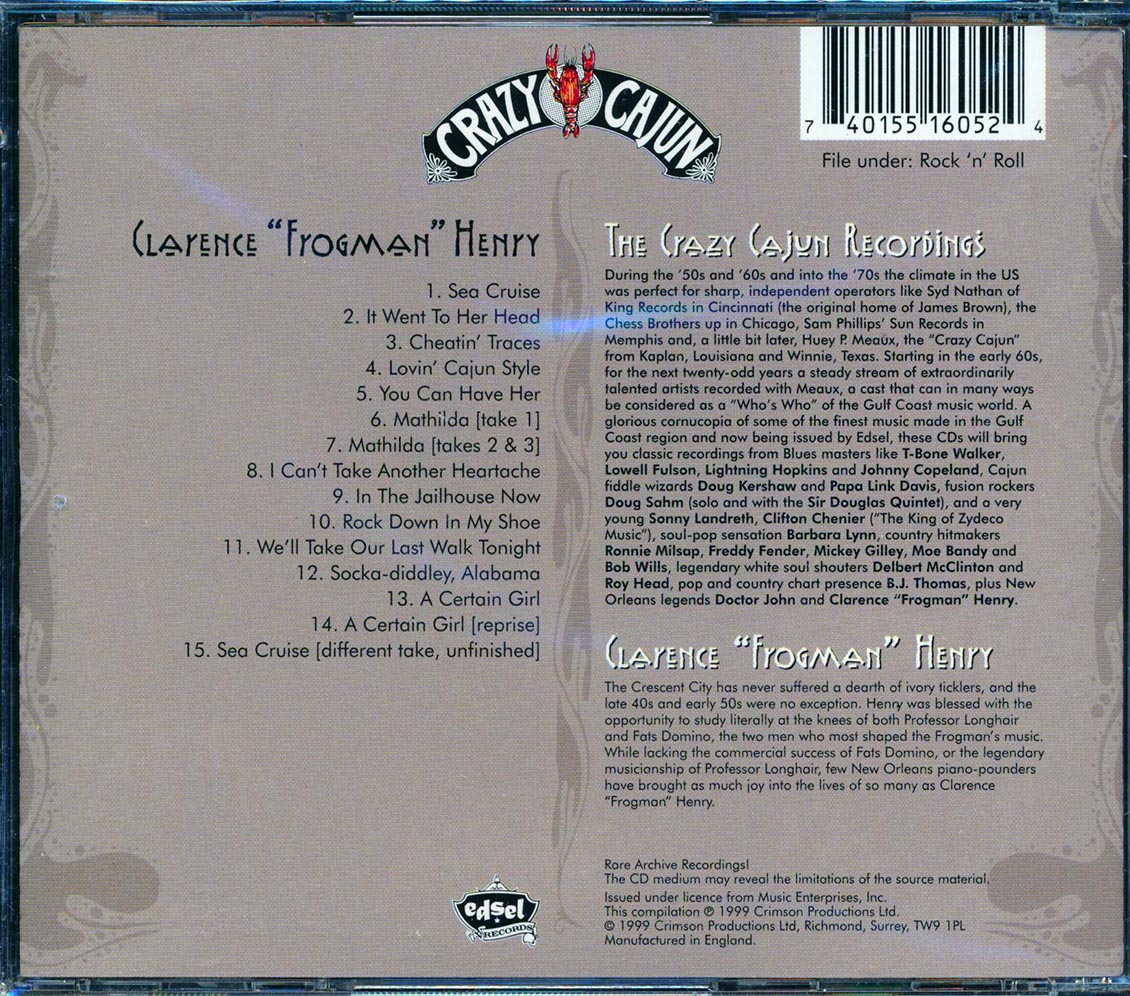 CRAZY CAJUN
7 40155 16052 4
File under: Rock ‘n’ Roll
Clarence “Frogman” Henry
1. Sea Cruise
2. It Went To Her Head
3. Cheatin’ Traces
4. Lovin’ Cajun Style
5. You Can Have Her
6. Mathilda [take 1]
7. Mathilda [takes 2 & 3]
8. I Can’t Take Another Heartache
9. In The Jailhouse Now
10. Rock Down In My Shoe
11. We’ll Take Our Last Walk Tonight
12. Socka-diddley, Alabama
13. A Certain Girl
14. A Certain Girl [reprise]
15. Sea Cruise [different take, unfinished]
edsel
RECORDS
The Crazy Cajun Recordings
During the ’50s and ’60s and into the ’70s the climate in the US
was perfect for sharp, independent operators like Syd Nathan of
King Records in Cincinnati (the original home of James Brown), the
Chess Brothers up in Chicago, Sam Phillips’ Sun Records in
Memphis and, a little bit later, Huey P. Meaux, the “Crazy Cajun”
from Kaplan, Louisiana and Winnie, Texas. Starting in the early 60s,
for the next twenty-odd years a steady stream of extraordinarily
talented artists recorded with Meaux, a cast that can in many ways
be considered as a “Who’s Who” of the Gulf Coast music world. A
glorious cornucopia of some of the finest music made in the Gulf
Coast region and now being issued by Edsel, these CDs will bring
you classic recordings from Blues masters like T-Bone Walker,
Lowell Fulson, Lightning Hopkins and Johnny Copeland, Cajun
fiddle wizards Doug Kershaw and Papa Link Davis, fusion rockers
Doug Sahm (solo and with the Sir Douglas Quintet), and a very
young Sonny Landreth, Clifton Chenier (“The King of Zydeco
Music”), soul-pop sensation Barbara Lynn, country hitmakers
Ronnie Milsap, Freddy Fender, Mickey Gilley, Moe Bandy and
Bob Wills, legendary white soul shouters Delbert McClinton and
Roy Head, pop and country chart presence B.J. Thomas, plus New
Orleans legends Doctor John and Clarence “Frogman” Henry.
Clarence “Frogman” Henry
The Crescent City has never suffered a dearth of ivory ticklers, and the
late 40s and early 50s were no exception. Henry was blessed with the
opportunity to study literally at the knees of both Professor Longhair
and Fats Domino, the two men who most shaped the Frogman’s music.
While lacking the commercial success of Fats Domino, or the legendary
musicianship of Professor Longhair, few New Orleans piano-pounders
have brought as much joy into the lives of so many as Clarence
“Frogman” Henry.
Rare Archive Recordings!
The CD medium may reveal the limitations of the source material.
Issued under licence from Music Enterprises, Inc.
This compilation ℗ 1999 Crimson Productions Ltd.
© 1999 Crimson Productions Ltd, Richmond, Surrey, TW9 1PL
Manufactured in England.